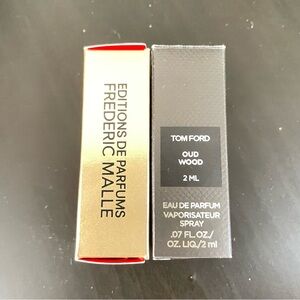 EDITIONS DE PARFUMS
FREDERIC MALLE
TOM FORD
OUD
WOOD
2 ML
EAU DE PARFUM
VAPORISATEUR
SPRAY
.07 FL.OZ./
OZ. LIQ./2 ml